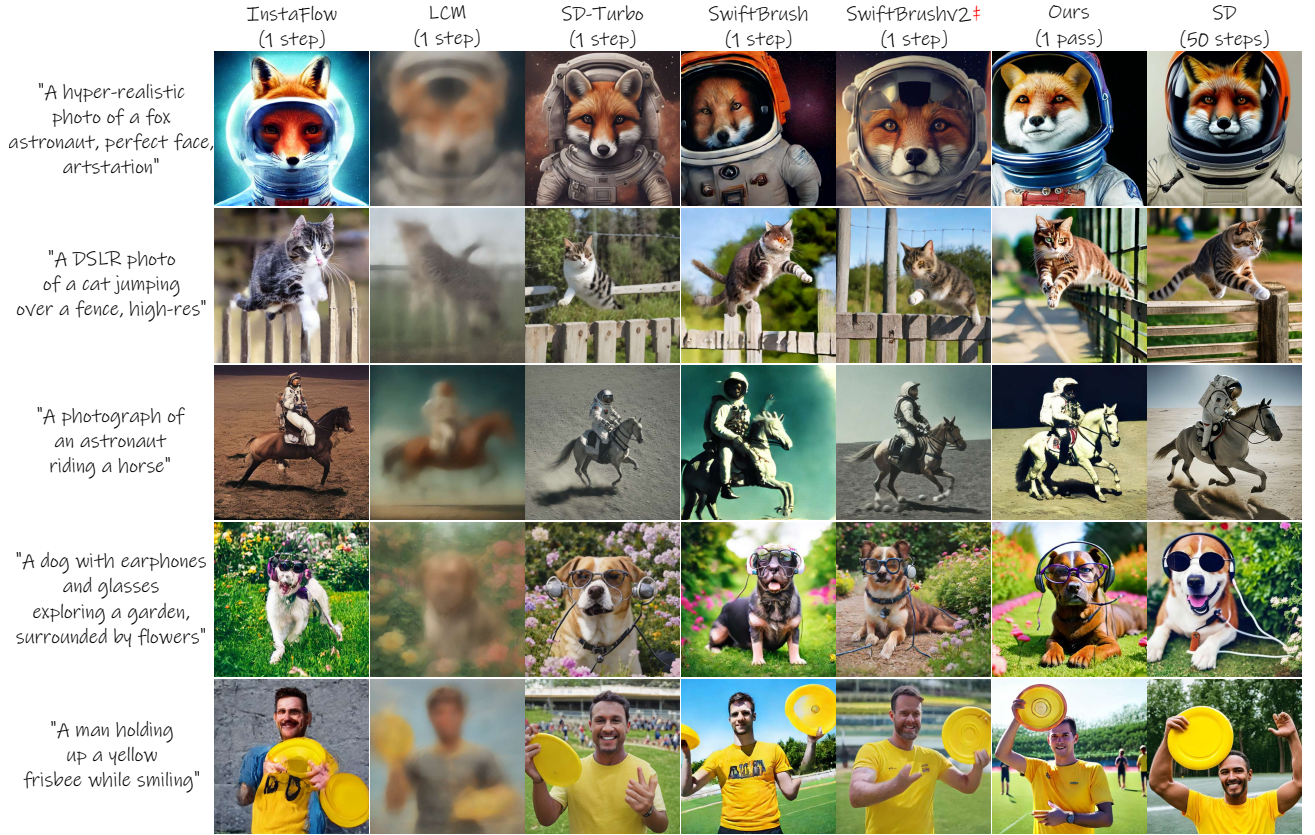 InstaFlow
(1 step)
LCM
(1 step)
SD-Turbo
(1 step)
SwiftBrush
(1 step)
SwiftBrushv2‡
(1 step)
Ours
(1 pass)
SD
(50 steps)
"A hyper-realistic
photo of a fox
astronaut, perfect face,
artstation"
"A DSLR photo
of a cat jumping
over a fence, high-res"
"A photograph of
an astronaut
riding a horse"
"A dog with earphones
and glasses
exploring a garden,
surrounded by flowers"
"A man holding
up a yellow
frisbee while smiling"